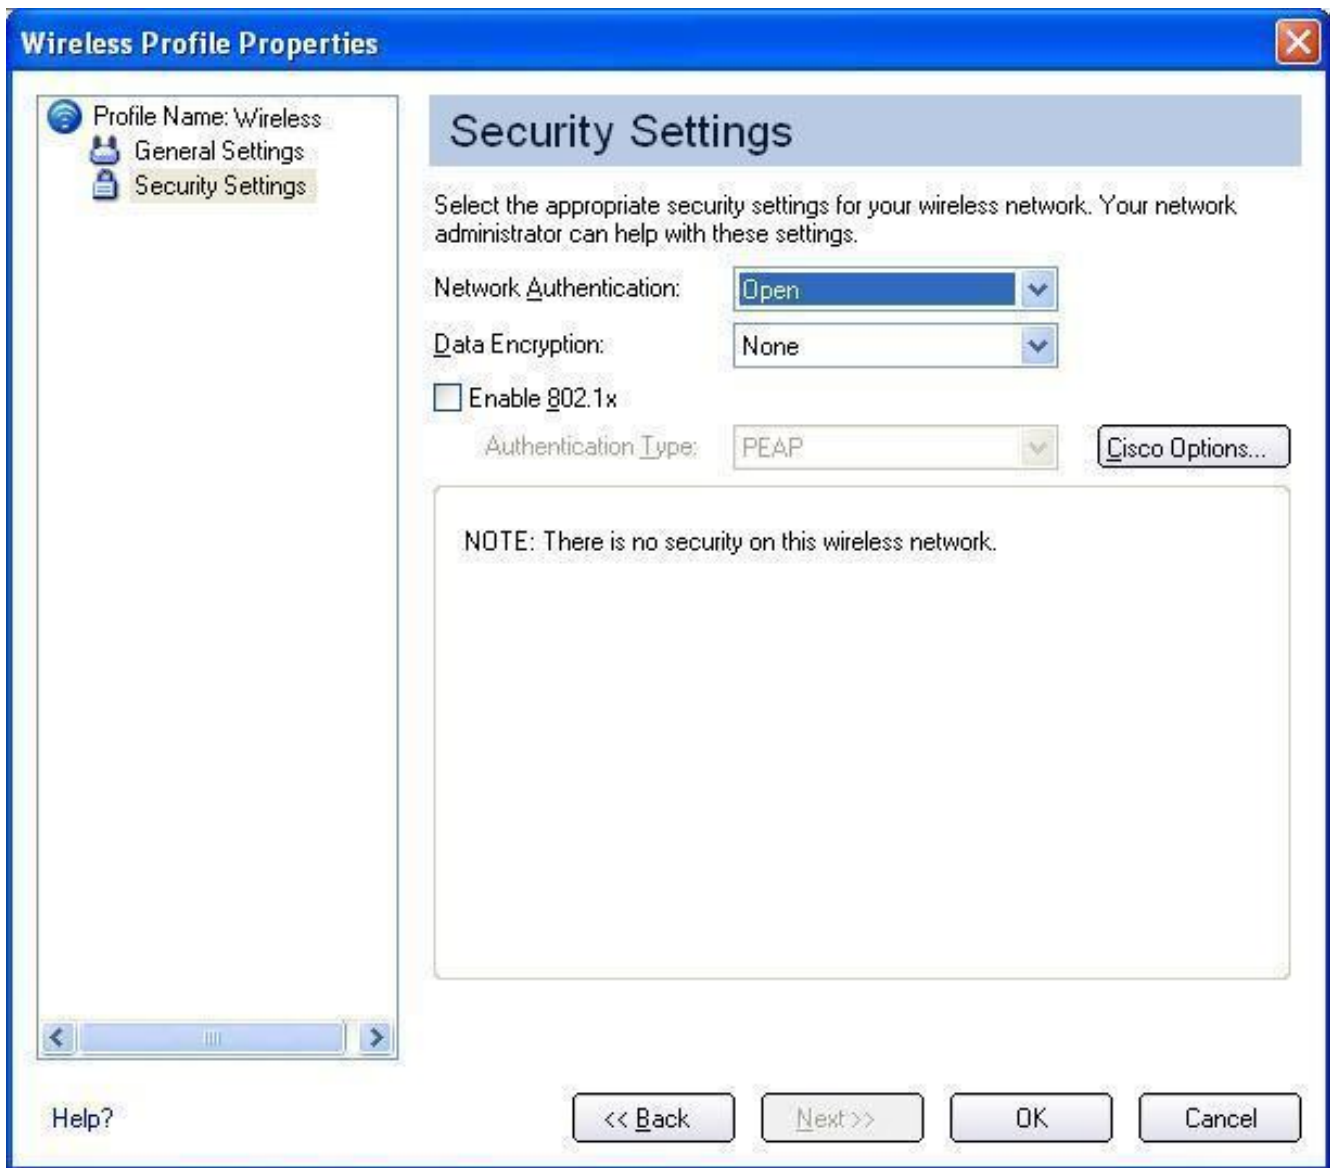 Wireless Profile Properties
Profile Name: Wireless
General Settings
Security Settings
Security Settings
Select the appropriate security settings for your wireless network. Your network
administrator can help with these settings.
Network Authentication: Open
Data Encryption: None
Enable 802.1x
Authentication Type: PEAP Cisco Options...
NOTE: There is no security on this wireless network.
Help? << Back Next>> OK Cancel